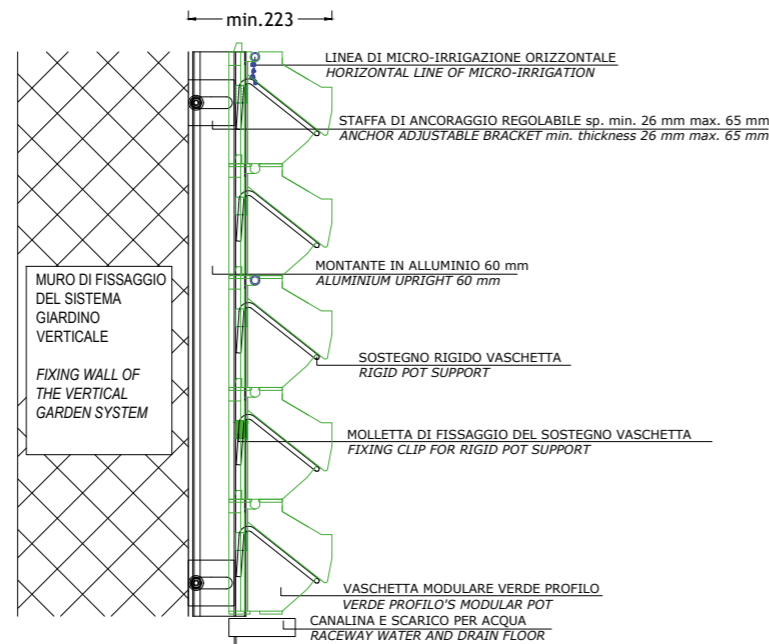 min.223
LINEA DI MICRO-IRRIGAZIONE ORIZZONTALE
HORIZONTAL LINE OF MICRO-IRRIGATION
STAFFA DI ANCORAGGIO REGOLABILE sp. min. 26 mm max. 65 mm
ANCHOR ADJUSTABLE BRACKET min. thickness 26 mm max. 65 mm
MURO DI FISSAGGIO
DEL SISTEMA
GIARDINO
VERTICALE
FIXING WALL OF
THE VERTICAL
GARDEN SYSTEM
MONTANTE IN ALLUMINIO 60 mm
ALUMINIUM UPRIGHT 60 mm
SOSTEGNO RIGIDO VASCHETTA
RIGID POT SUPPORT
MOLLETTA DI FISSAGGIO DEL SOSTEGNO VASCHETTA
FIXING CLIP FOR RIGID POT SUPPORT
VASCHETTA MODULARE VERDE PROFILO
VERDE PROFILO'S MODULAR POT
CANALINA E SCARICO PER ACQUA
RACEWAY WATER AND DRAIN FLOOR